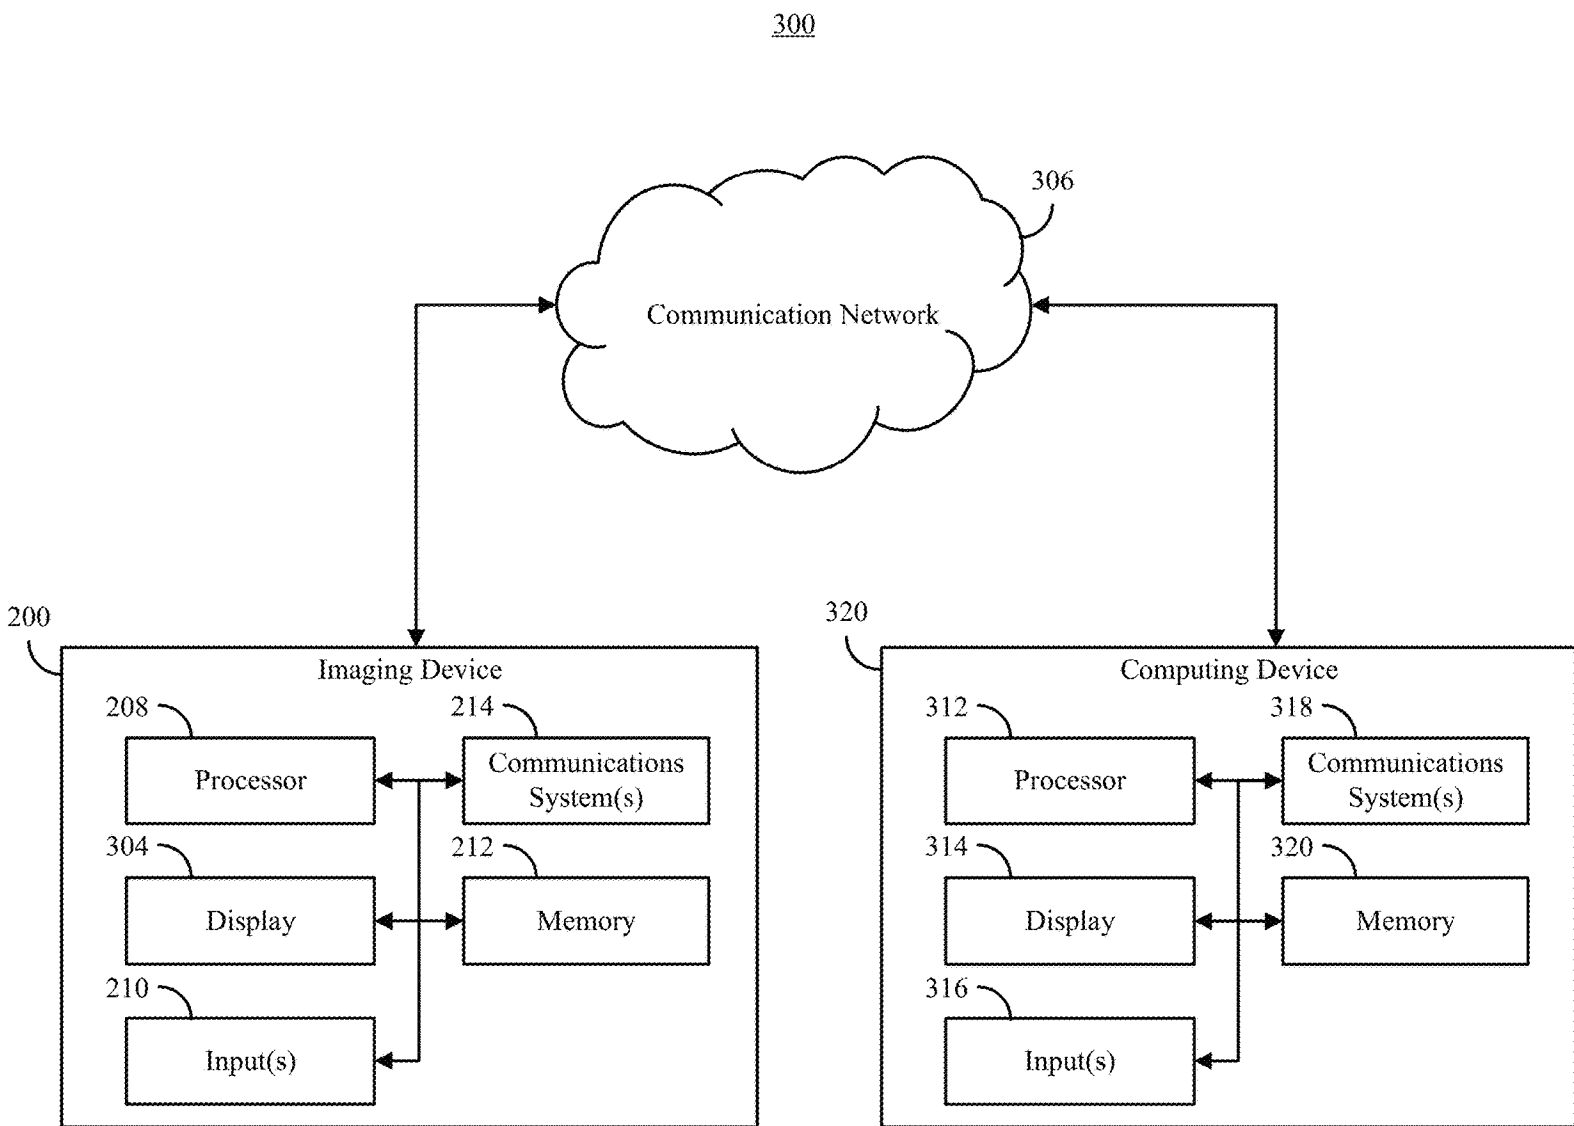 300
306
Communication Network
200
320
Imaging Device
Computing Device
208
214
312
318
Processor
Communications
System(s)
Processor
Communications
System(s)
304
212
314
320
Display
Memory
Display
Memory
210
316
Input(s)
Input(s)